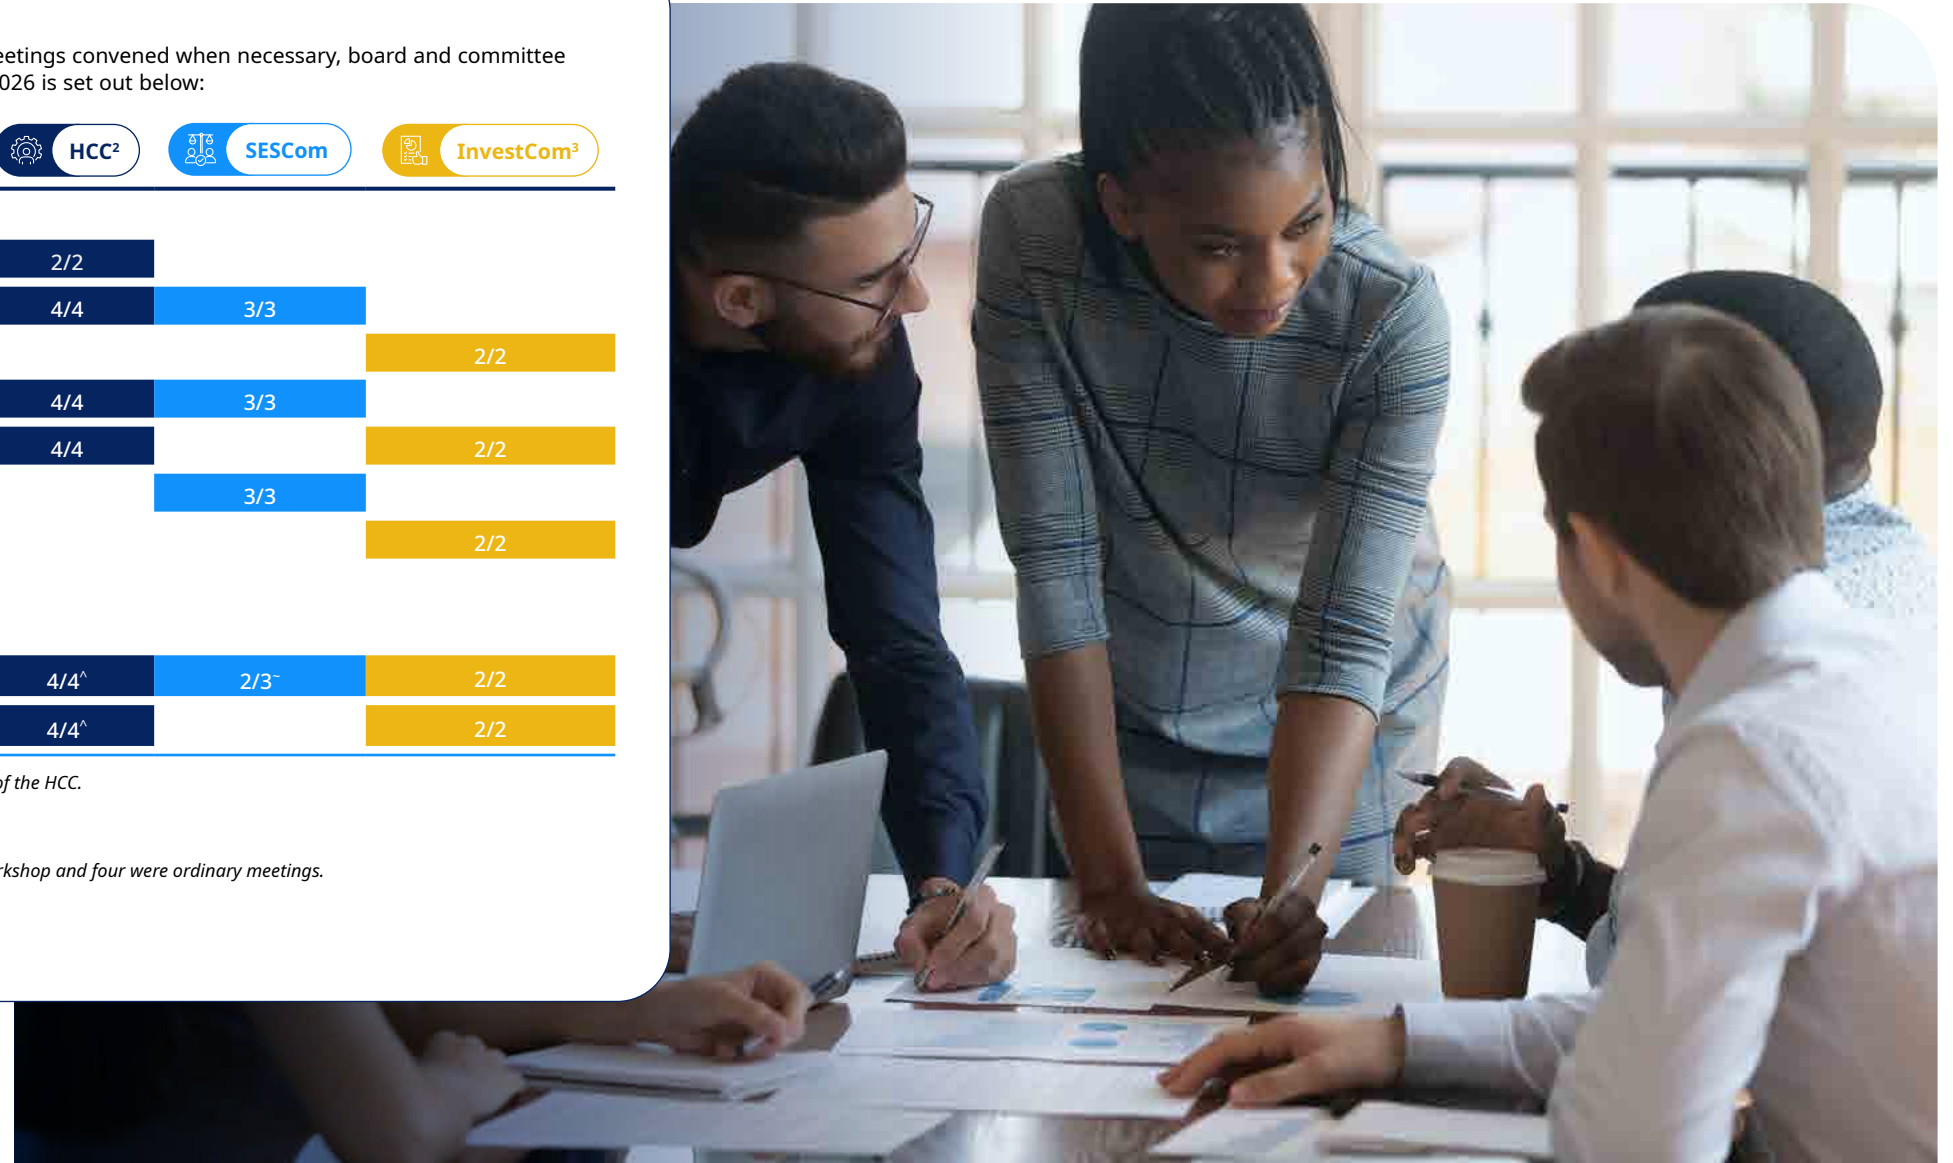 meetings convened when necessary, board and committee
026 is set out below:
HCC² SESCom InvestCom³
2/2
4/4 3/3
2/2
4/4 3/3
4/4 2/2
3/3
2/2
4/4^ 2/3~ 2/2
4/4^ 2/2
of the HCC.
rkshop and four were ordinary meetings.